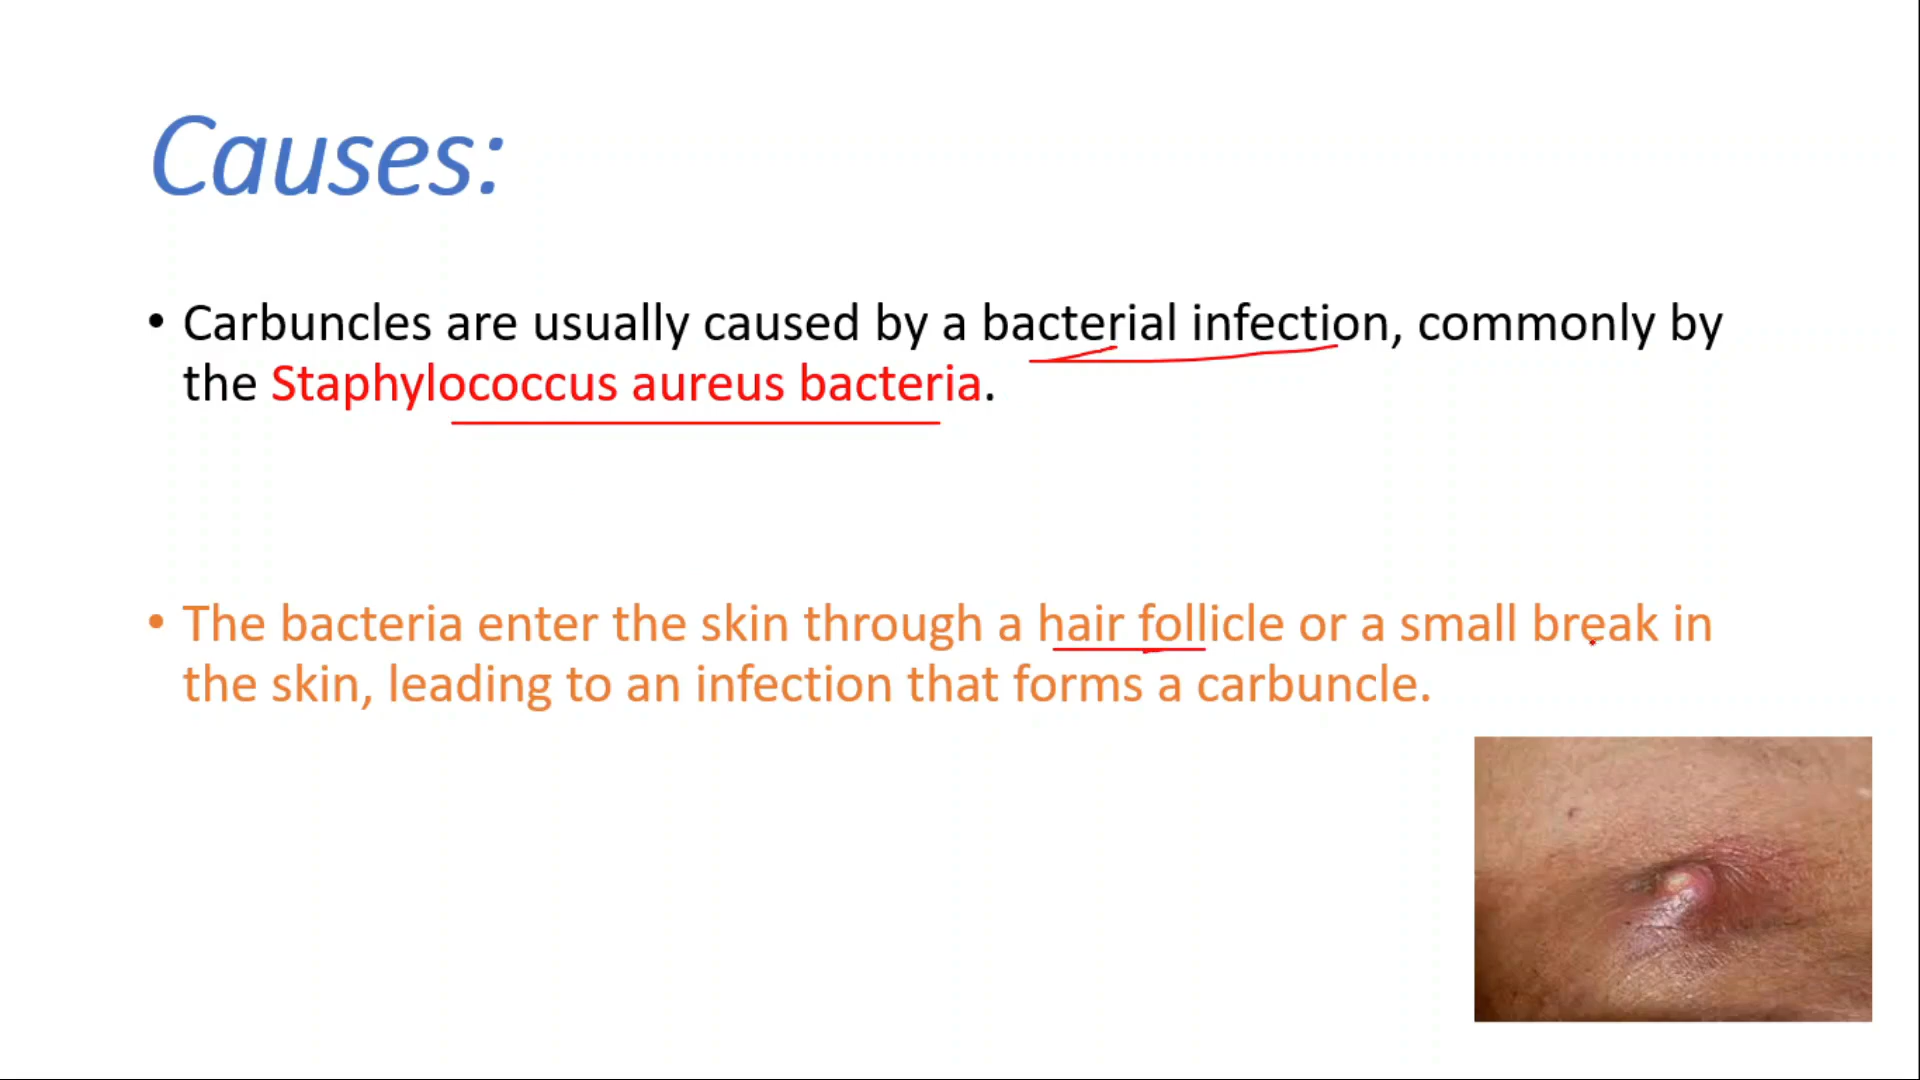 Causes:
• Carbuncles are usually caused by a bacterial infection, commonly by
the Staphylococcus aureus bacteria.
• The bacteria enter the skin through a hair follicle or a small break in
the skin, leading to an infection that forms a carbuncle.